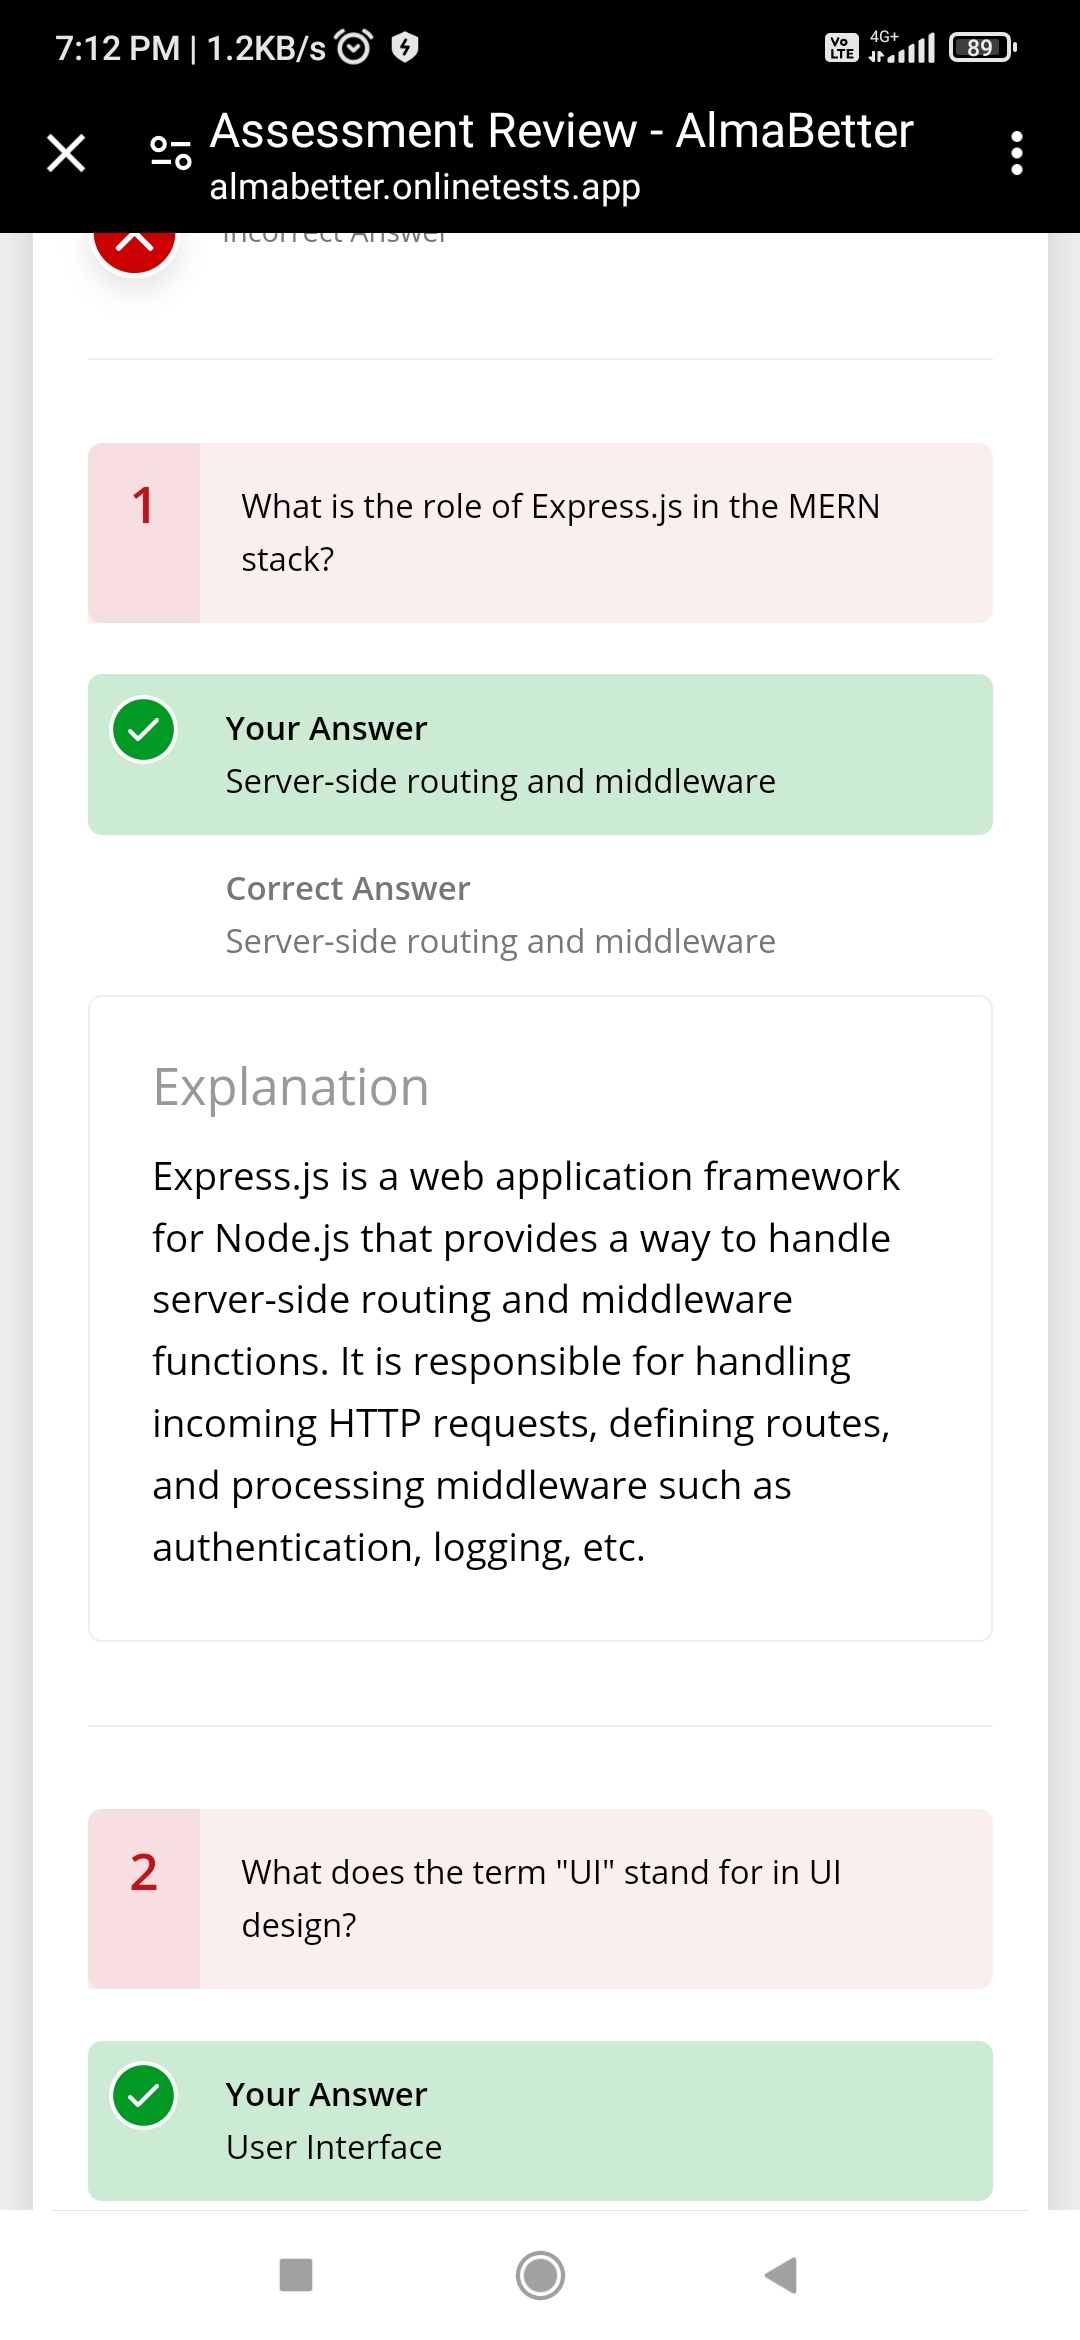 7:12 PM | 1.2KB/s
Vo LTE 4G+ 89
Assessment Review - AlmaBetter
almabetter.onlinetests.app
Incorrect Answer
1
What is the role of Express.js in the MERN
stack?
Your Answer
Server-side routing and middleware
Correct Answer
Server-side routing and middleware
Explanation
Express.js is a web application framework
for Node.js that provides a way to handle
server-side routing and middleware
functions. It is responsible for handling
incoming HTTP requests, defining routes,
and processing middleware such as
authentication, logging, etc.
2
What does the term "UI" stand for in UI
design?
Your Answer
User Interface